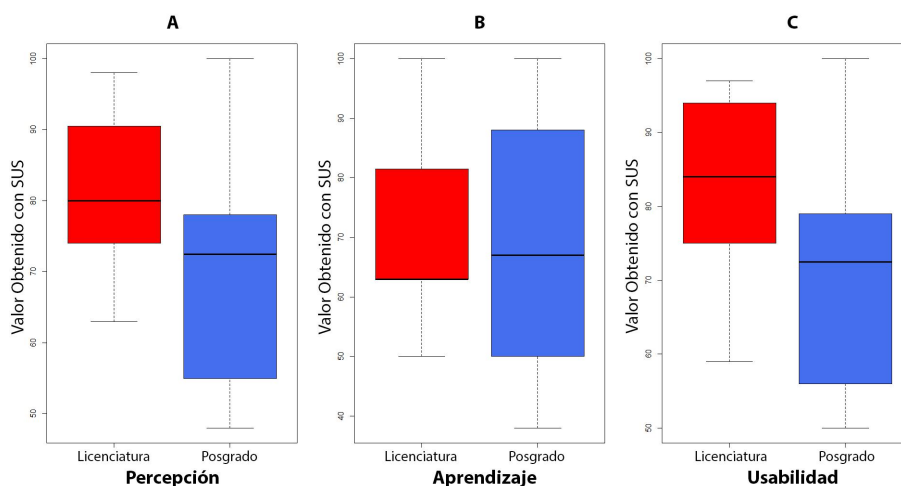 A
Valor Obtenido con SUS
100
90
80
70
60
50
Licenciatura
Posgrado
Percepción
B
Valor Obtenido con SUS
100
90
80
70
60
50
40
Licenciatura
Posgrado
Aprendizaje
C
Valor Obtenido con SUS
100
90
80
70
60
50
Licenciatura
Posgrado
Usabilidad